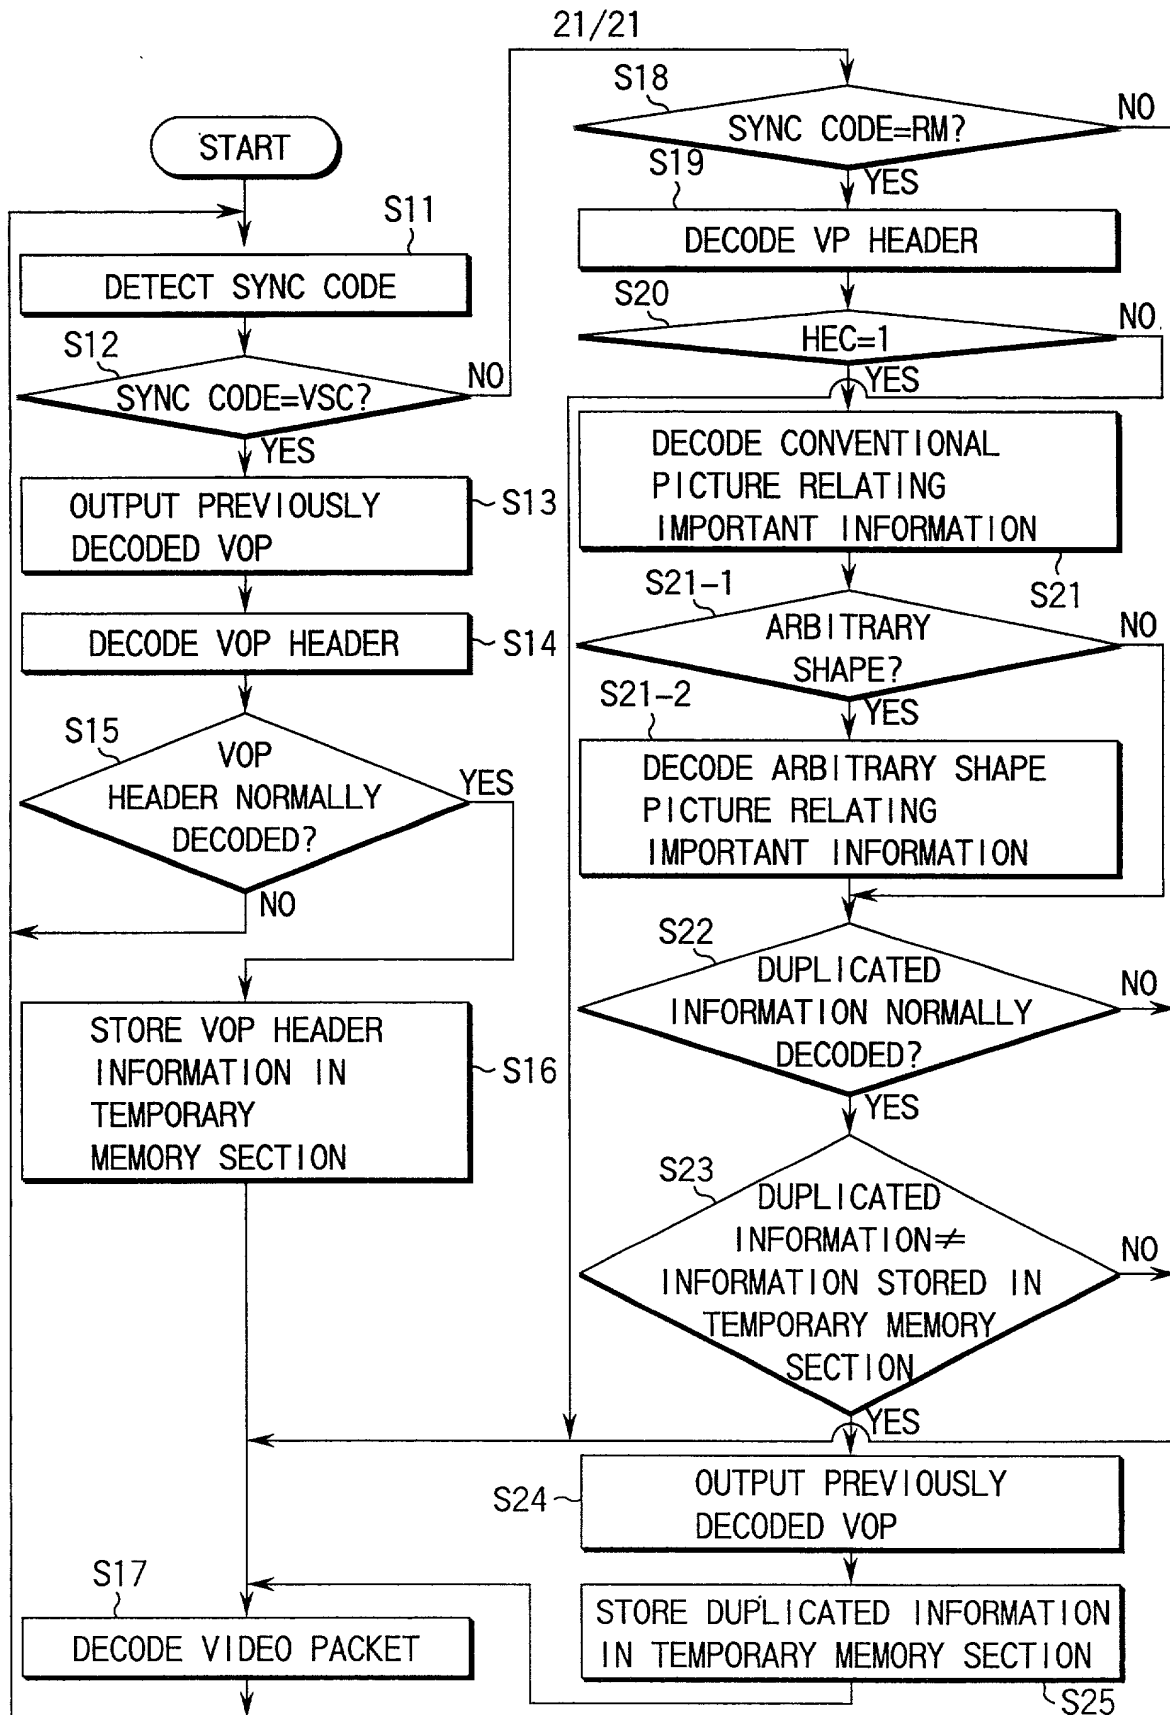 21/21
START
S11
DETECT SYNC CODE
S12
SYNC CODE=VSC?
NO
YES
OUTPUT PREVIOUSLY
DECODED VOP
S13
DECODE VOP HEADER
S14
S15
VOP
HEADER NORMALLY
DECODED?
YES
NO
STORE VOP HEADER
INFORMATION IN
TEMPORARY
MEMORY SECTION
S16
S17
DECODE VIDEO PACKET
S18
SYNC CODE=RM?
NO
YES
S19
DECODE VP HEADER
S20
HEC=1
NO
YES
DECODE CONVENTIONAL
PICTURE RELATING
IMPORTANT INFORMATION
S21
S21-1
ARBITRARY
SHAPE?
NO
YES
S21-2
DECODE ARBITRARY SHAPE
PICTURE RELATING
IMPORTANT INFORMATION
S22
DUPLICATED
INFORMATION NORMALLY
DECODED?
NO
YES
S23
DUPLICATED
INFORMATION≠
INFORMATION STORED IN
TEMPORARY MEMORY
SECTION
NO
YES
S24
OUTPUT PREVIOUSLY
DECODED VOP
STORE DUPLICATED INFORMATION
IN TEMPORARY MEMORY SECTION
S25